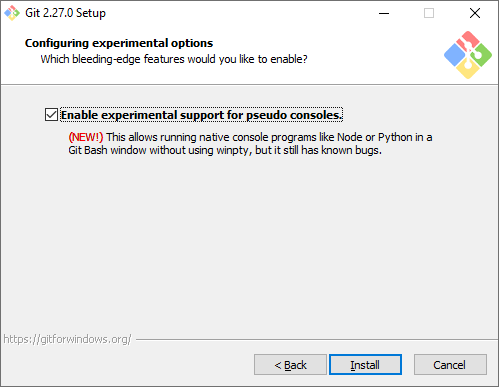 Git 2.27.0 Setup
Configuring experimental options
Which bleeding-edge features would you like to enable?
Enable experimental support for pseudo consoles.
(NEW!) This allows running native console programs like Node or Python in a
Git Bash window without using winpty, but it still has known bugs.
https://gitforwindows.org/
< Back
Install
Cancel